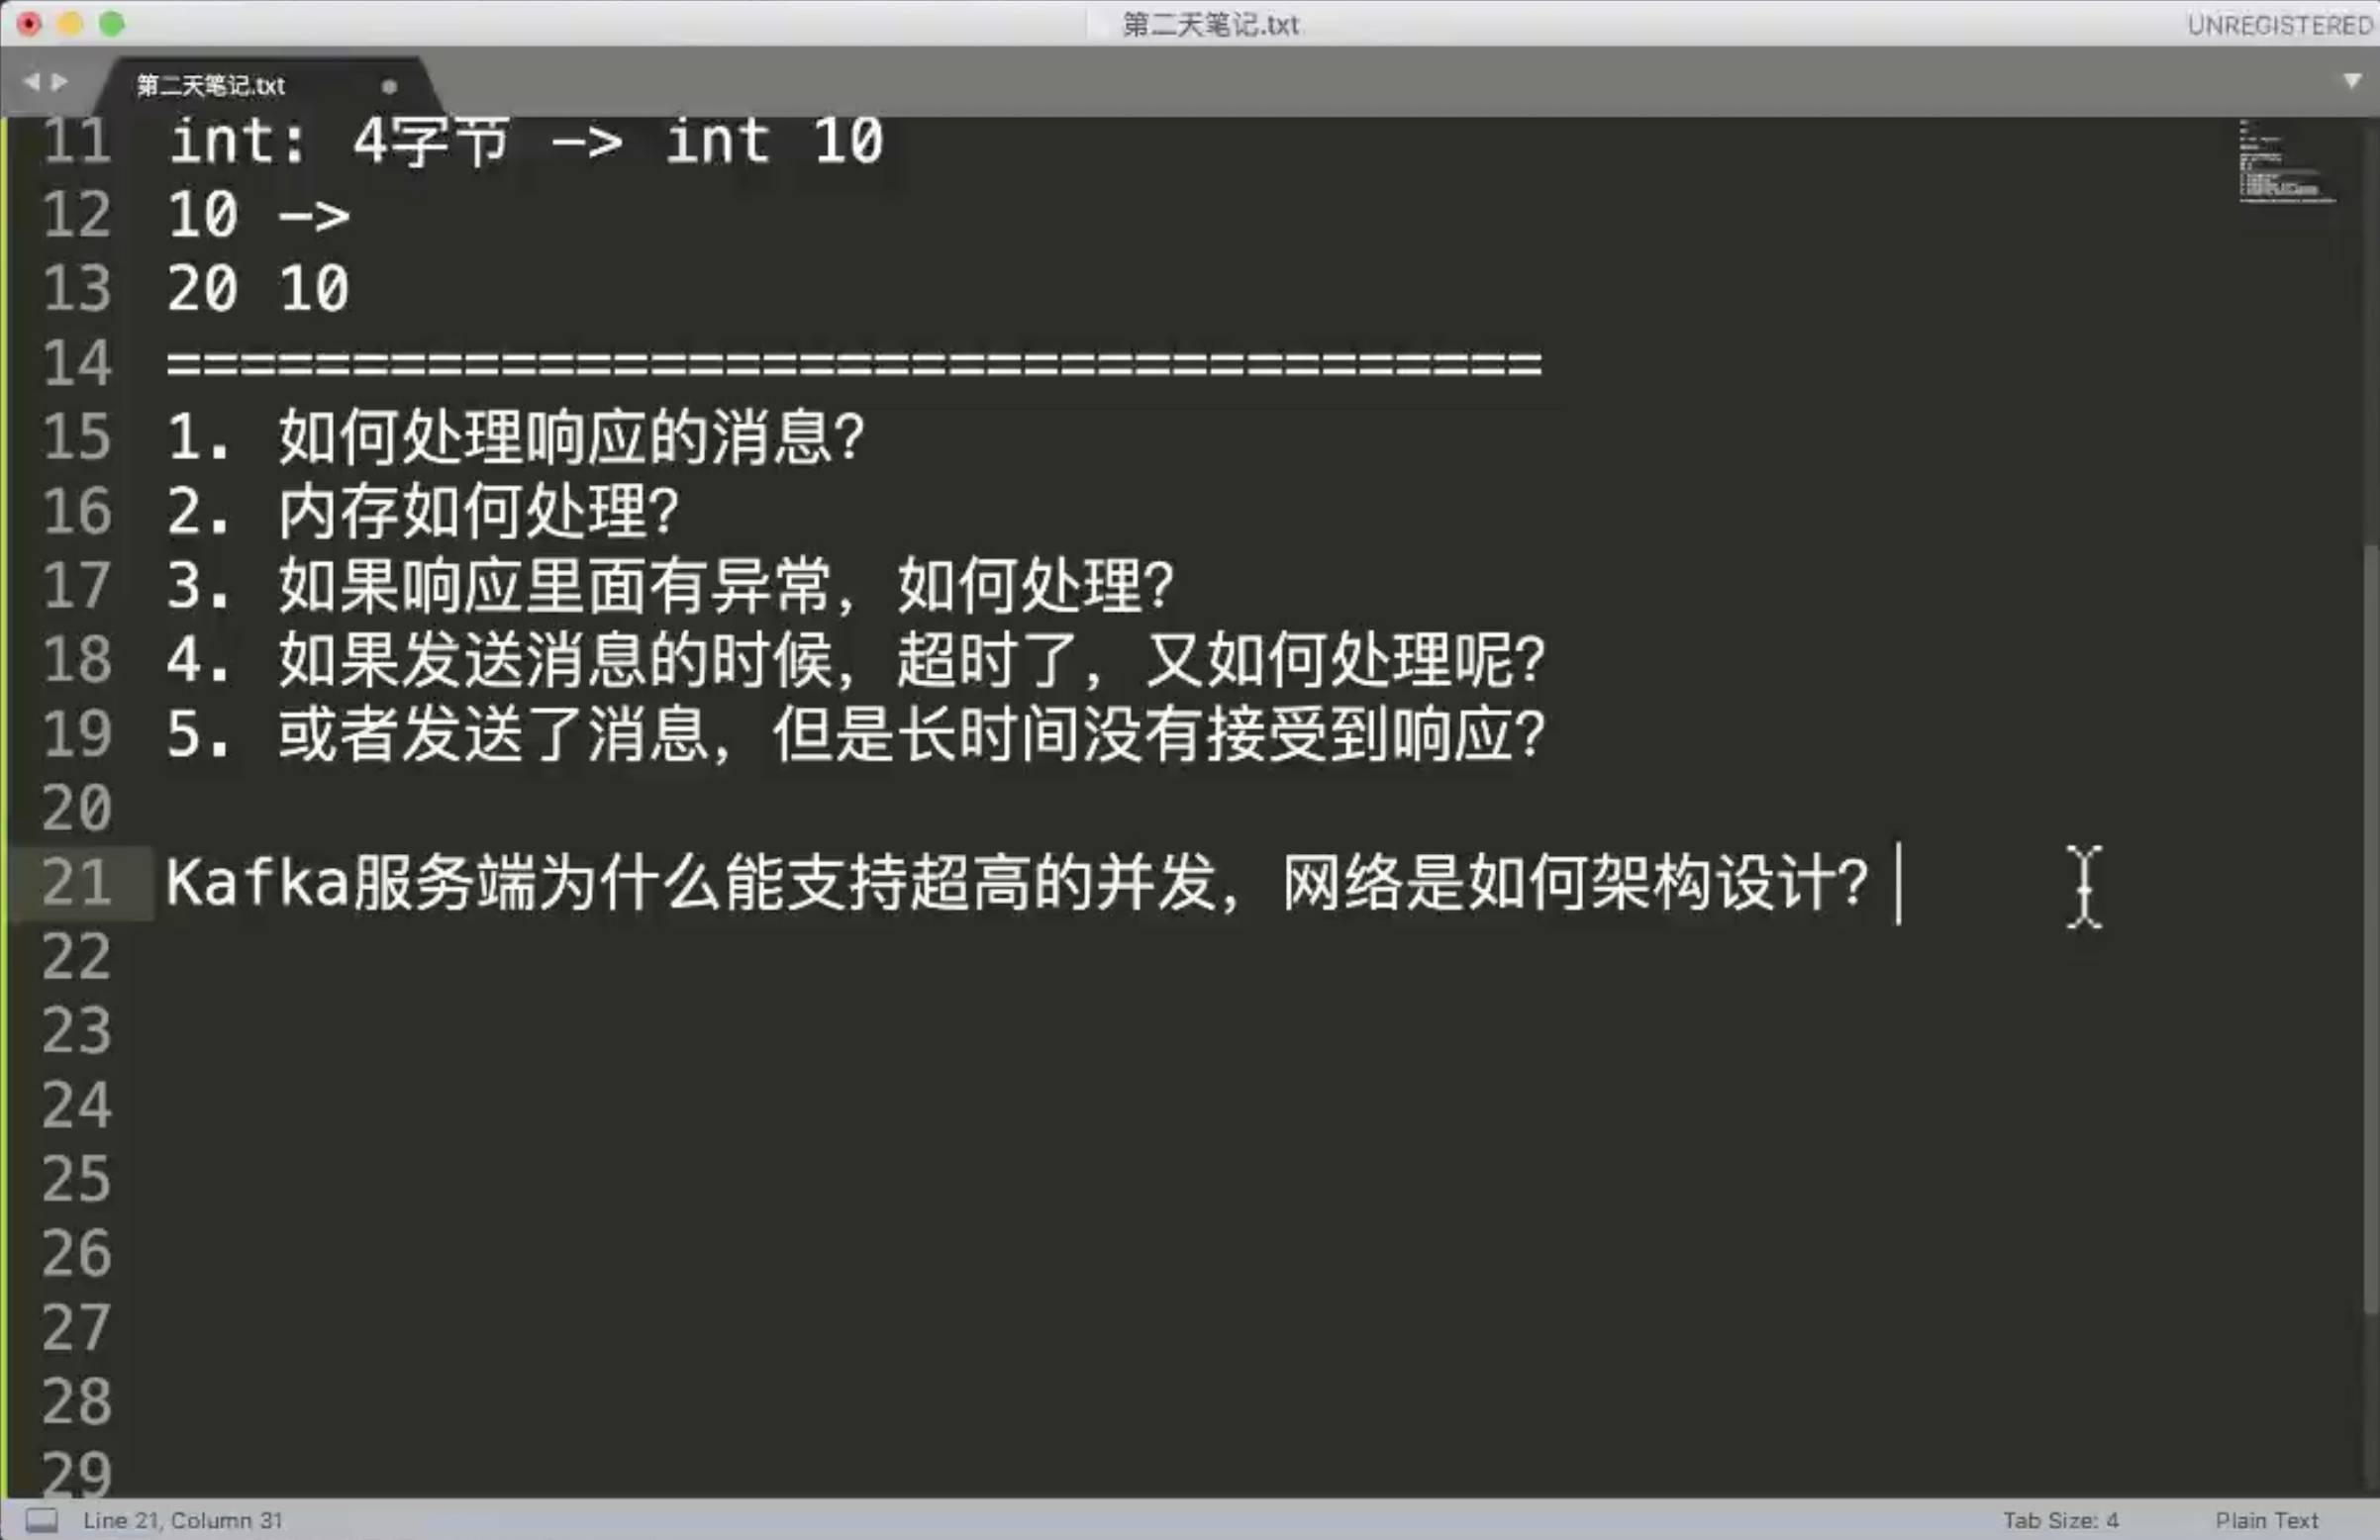 第二天笔记.txt
UNREGISTERED
第二天笔记.txt
11 int: 4字节 -> int 10
12 10 ->
13 20 10
14 =====================================
15 1. 如何处理响应的消息?
16 2. 内存如何处理?
17 3. 如果响应里面有异常，如何处理?
18 4. 如果发送消息的时候，超时了，又如何处理呢?
19 5. 或者发送了消息，但是长时间没有接受到响应?
20
21 Kafka服务端为什么能支持超高的并发，网络是如何架构设计?
22
23
24
25
26
27
28
29
Line 21, Column 31
Tab Size: 4
Plain Text